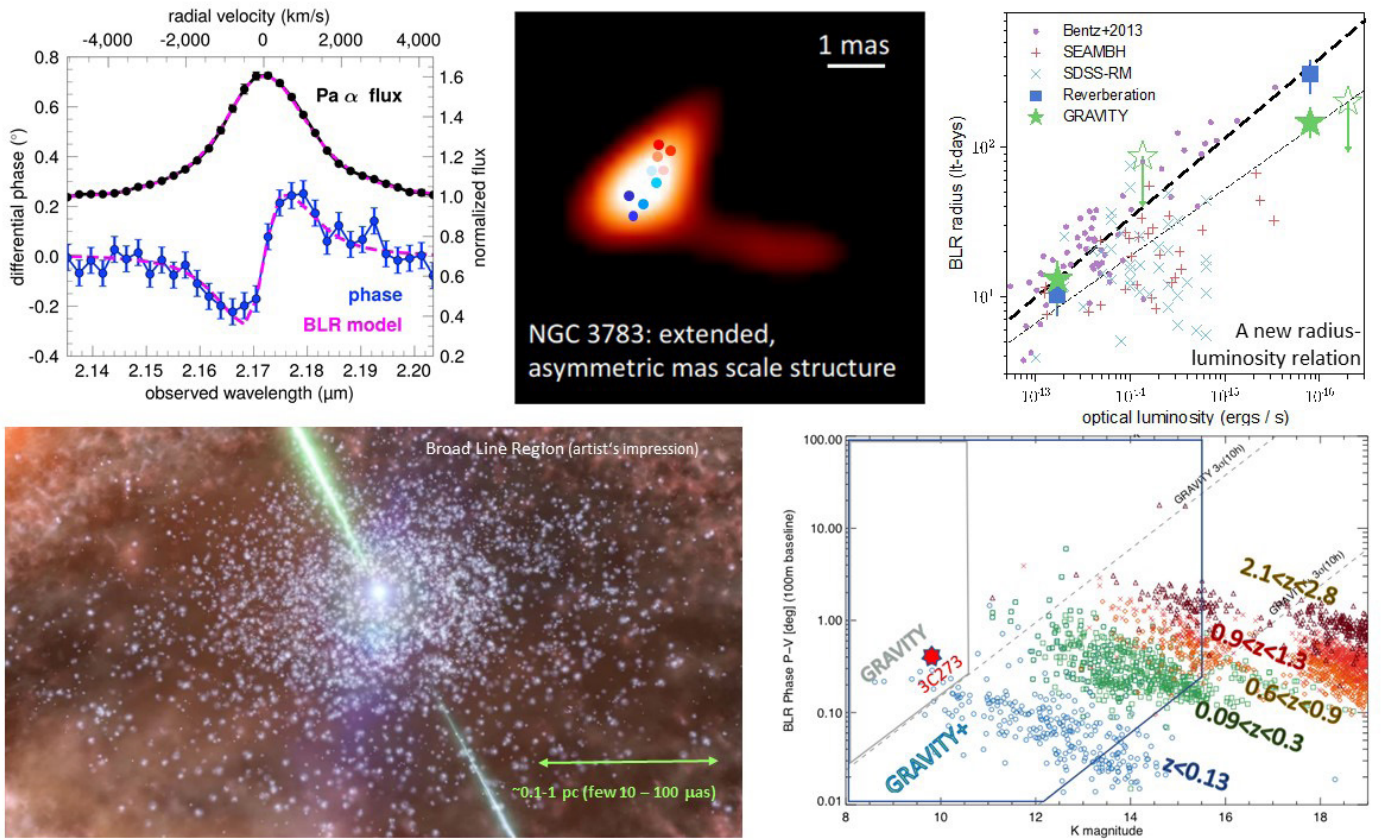 radial velocity (km/s)
-4,000 -2,000 0 2,000 4,000
0.8
0.6
0.4
0.2
0.0
-0.2
-0.4
differential phase (°)
Pa α flux
phase
BLR model
1.6
1.4
1.2
1.0
0.8
0.6
0.4
0.2
normalized flux
2.14 2.15 2.16 2.17 2.18 2.19 2.20
observed wavelength (μm)
1 mas
NGC 3783: extended,
asymmetric mas scale structure
Bentz+2013
SEAMBH
SDSS-RM
Reverberation
GRAVITY
BLR radius (lt-days)
10²
10¹
A new radius-
luminosity relation
optical luminosity (ergs / s)
Broad Line Region (artist's impression)
~0.1-1 pc (few 10 – 100 μas)
BLR Phase P-V [deg] (100m baseline)
100.00
10.00
1.00
0.10
0.01
GRAVITY 3σ(10h)
3σ(10h)
GRAVITY
3C273
GRAVITY+
2.1<z<2.8
0.9<z<1.3
0.6<z<0.9
0.09<z<0.3
z<0.13
8 10 12 14 16 18
K magnitude